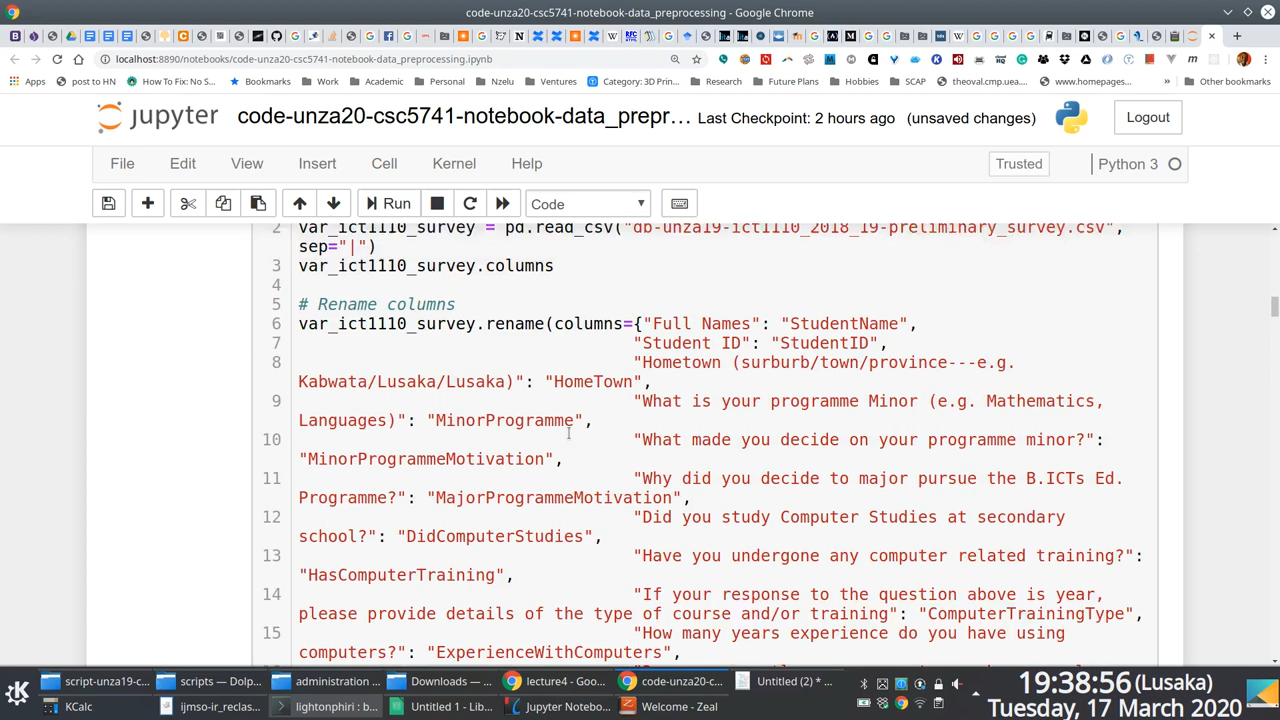 code-unza20-csc5741-notebook-data_preprocessing - Google Chrome
localhost:8890/notebooks/code-unza20-csc5741-notebook-data_preprocessing.ipynb
Apps
post to HN
How To Fix: No S...
Bookmarks
Work
Academic
Personal
Nzelu
Ventures
Category: 3D Prin...
Research
Future Plans
Hobbies
SCAP
theoval.cmp.uea....
www.homepages...
Other bookmarks
jupyter
code-unza20-csc5741-notebook-data_prepr...
Last Checkpoint: 2 hours ago
(unsaved changes)
Logout
File
Edit
View
Insert
Cell
Kernel
Help
Trusted
Python 3
Run
Code
2 var_ict1110_survey = pd.read_csv("db-unza19-ict1110_2018_19-preliminary_survey.csv",
sep="|")
3 var_ict1110_survey.columns
4
5 # Rename columns
6 var_ict1110_survey.rename(columns={"Full Names": "StudentName",
7 "Student ID": "StudentID",
8 "Hometown (surburb/town/province---e.g.
Kabwata/Lusaka/Lusaka)": "HomeTown",
9 "What is your programme Minor (e.g. Mathematics,
Languages)": "MinorProgramme",
10 "What made you decide on your programme minor?":
"MinorProgrammeMotivation",
11 "Why did you decide to major pursue the B.ICTs Ed.
Programme?": "MajorProgrammeMotivation",
12 "Did you study Computer Studies at secondary
school?": "DidComputerStudies",
13 "Have you undergone any computer related training?":
"HasComputerTraining",
14 "If your response to the question above is year,
please provide details of the type of course and/or training": "ComputerTrainingType",
15 "How many years experience do you have using
computers?": "ExperienceWithComputers",
script-unza19-c...
scripts — Dolp...
administration ...
Downloads — ...
lecture4 - Goo...
code-unza20-c...
Untitled (2) * ...
KCalc
ijmso-ir_reclas...
lightonphiri : b...
Untitled 1 - Lib...
Jupyter Notebo...
Welcome — Zeal
19:38:56 (Lusaka)
Tuesday, 17 March 2020